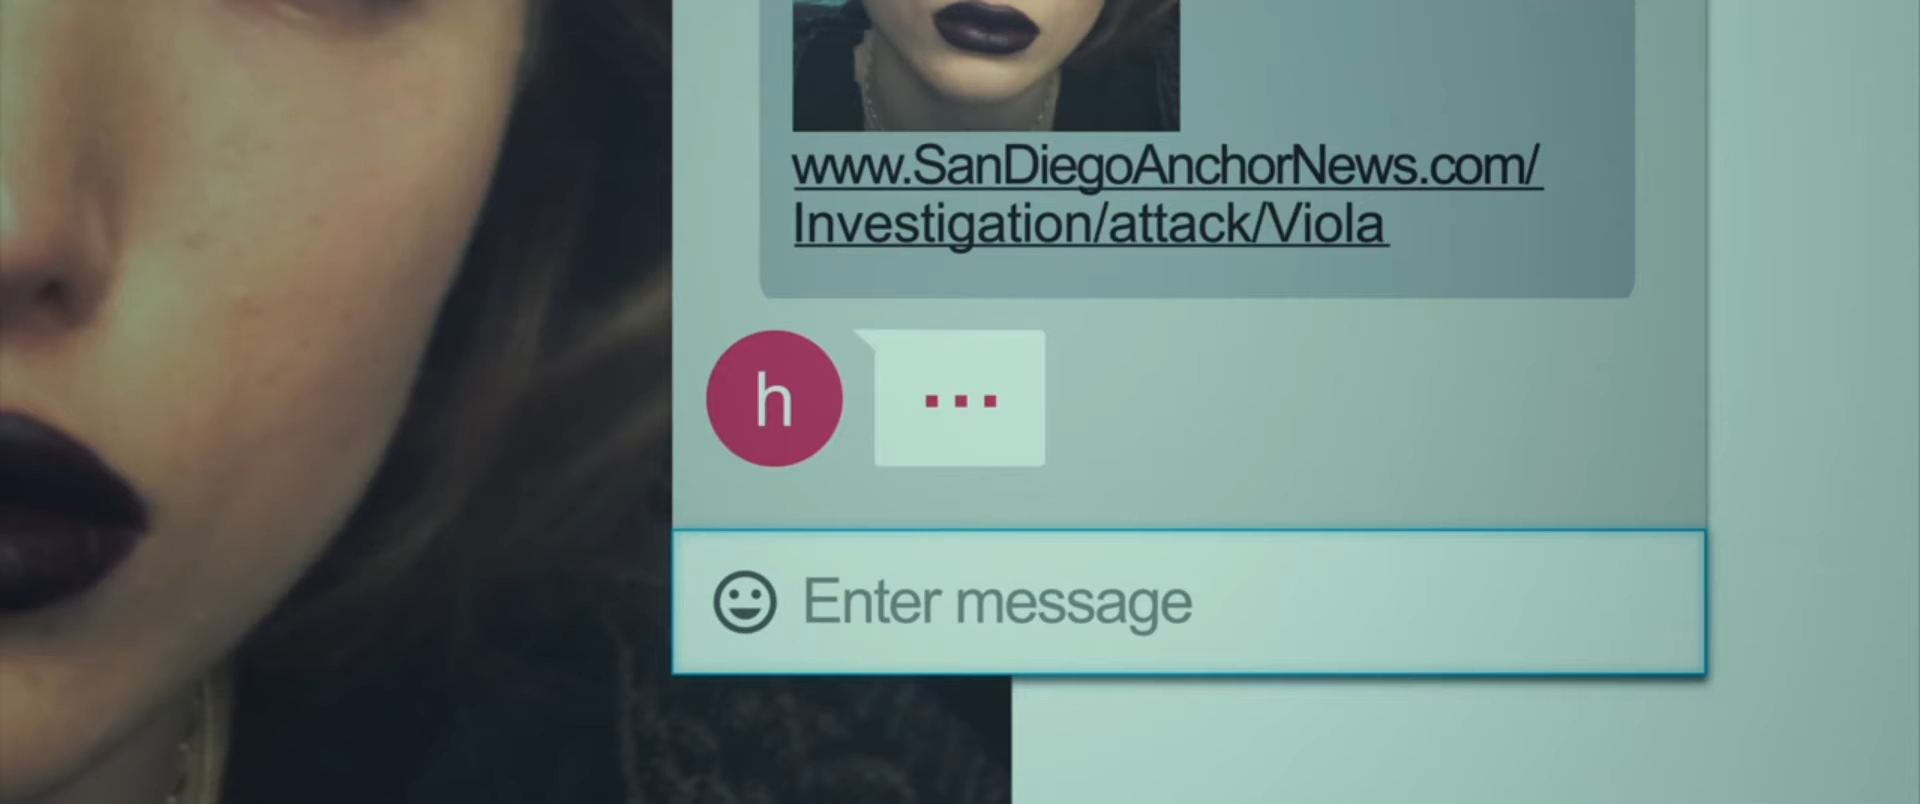 www.SanDiegoAnchorNews.com/
Investigation/attack/Viola
h
...
Enter message